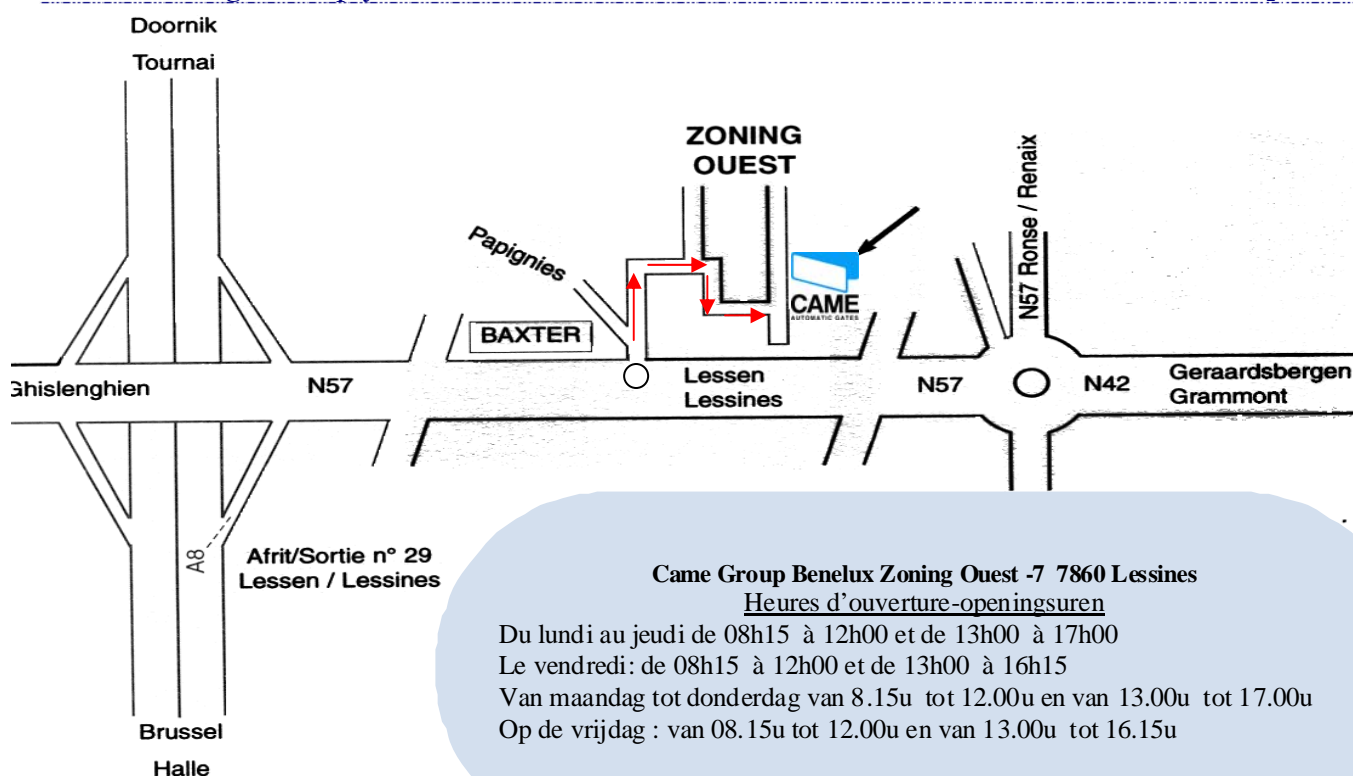 Doornik
Tournai
ZONING
OUEST
N57 Ronse / Renaix
Papignies
CAME
AUTOMATIC GATES
BAXTER
Ghislenghien
N57
Lessen
Lessines
N57
N42
Geraardsbergen
Grammont
A8
Afrit/Sortie n° 29
Lessen / Lessines
Brussel
Halle
Came Group Benelux Zoning Ouest -7 7860 Lessines
Heures d'ouverture-openingsuren
Du lundi au jeudi de 08h15 à 12h00 et de 13h00 à 17h00
Le vendredi: de 08h15 à 12h00 et de 13h00 à 16h15
Van maandag tot donderdag van 8.15u tot 12.00u en van 13.00u tot 17.00u
Op de vrijdag : van 08.15u tot 12.00u en van 13.00u tot 16.15u